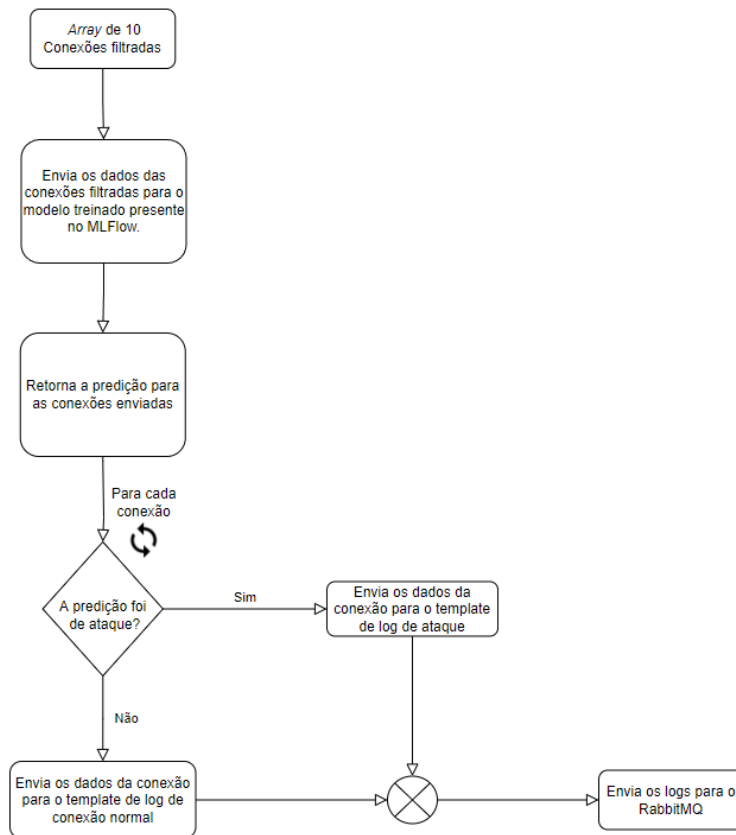 Array de 10
Conexões filtradas
Envia os dados das
conexões filtradas para o
modelo treinado presente
no MLFlow.
Retorna a predição para
as conexões enviadas
Para cada
conexão
A predição foi
de ataque?
Sim
Envia os dados da
conexão para o template
de log de ataque
Não
Envia os dados da conexão
para o template de log de
conexão normal
Envia os logs para o
RabbitMQ